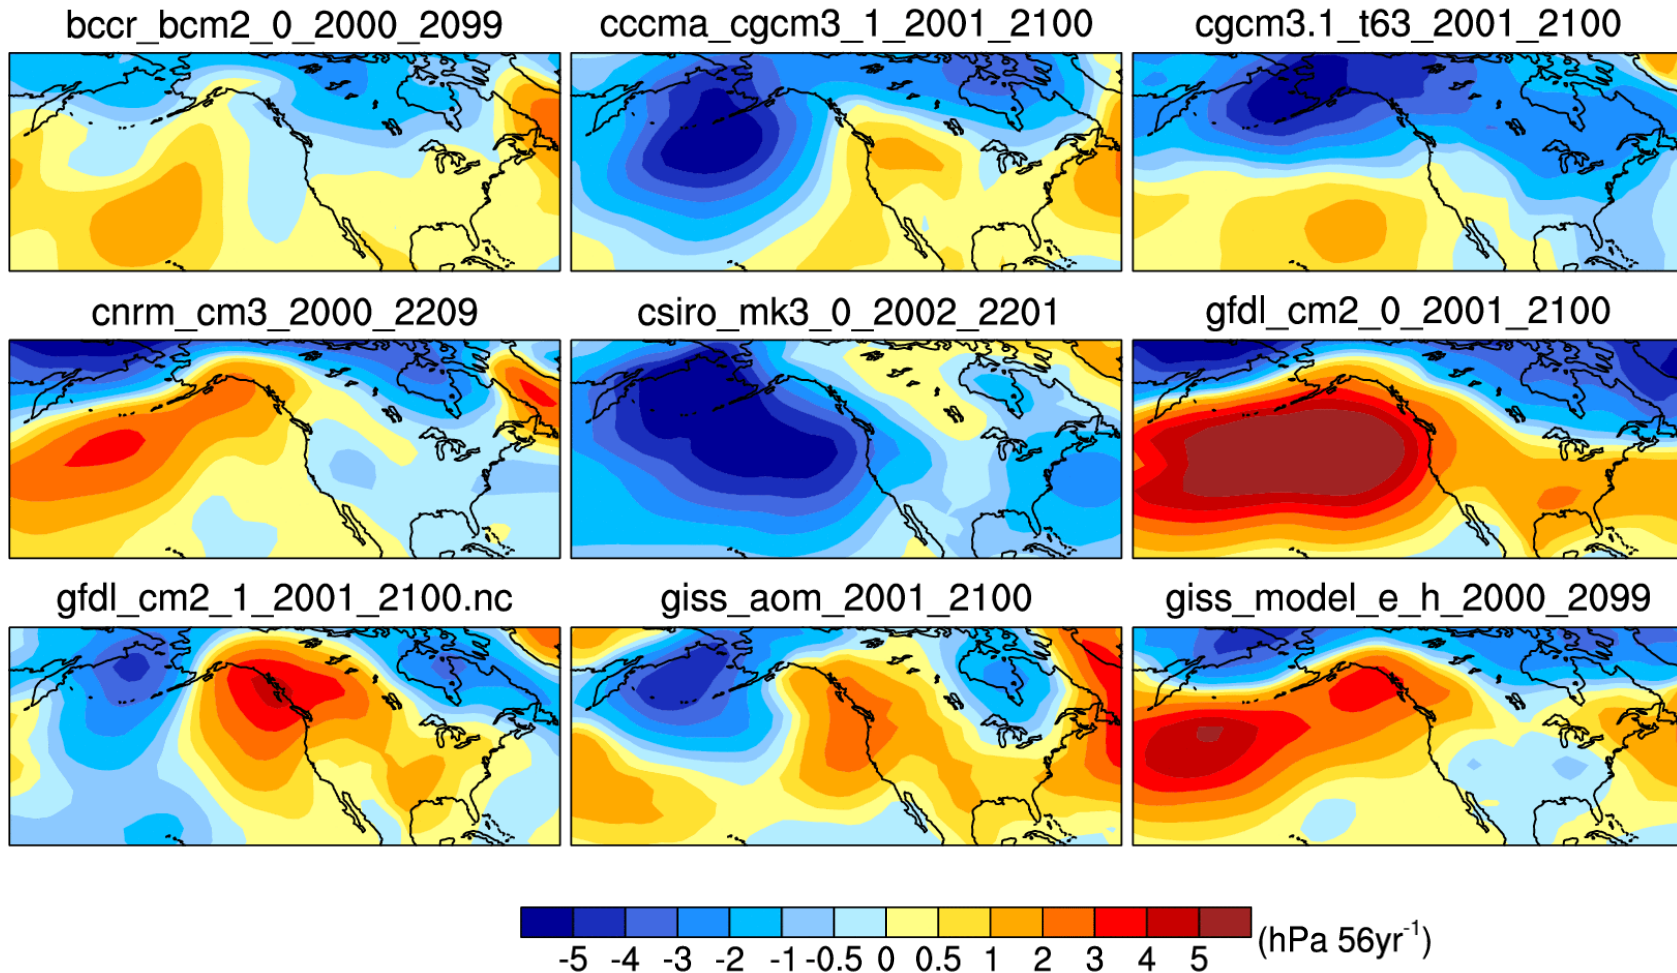 bccr_bcm2_0_2000_2099
cccma_cgcm3_1_2001_2100
cgcm3.1_t63_2001_2100
cnrm_cm3_2000_2209
csiro_mk3_0_2002_2201
gfdl_cm2_0_2001_2100
gfdl_cm2_1_2001_2100.nc
giss_aom_2001_2100
giss_model_e_h_2000_2099
-5 -4 -3 -2 -1 -0.5 0 0.5 1 2 3 4 5
(hPa 56yr⁻¹)